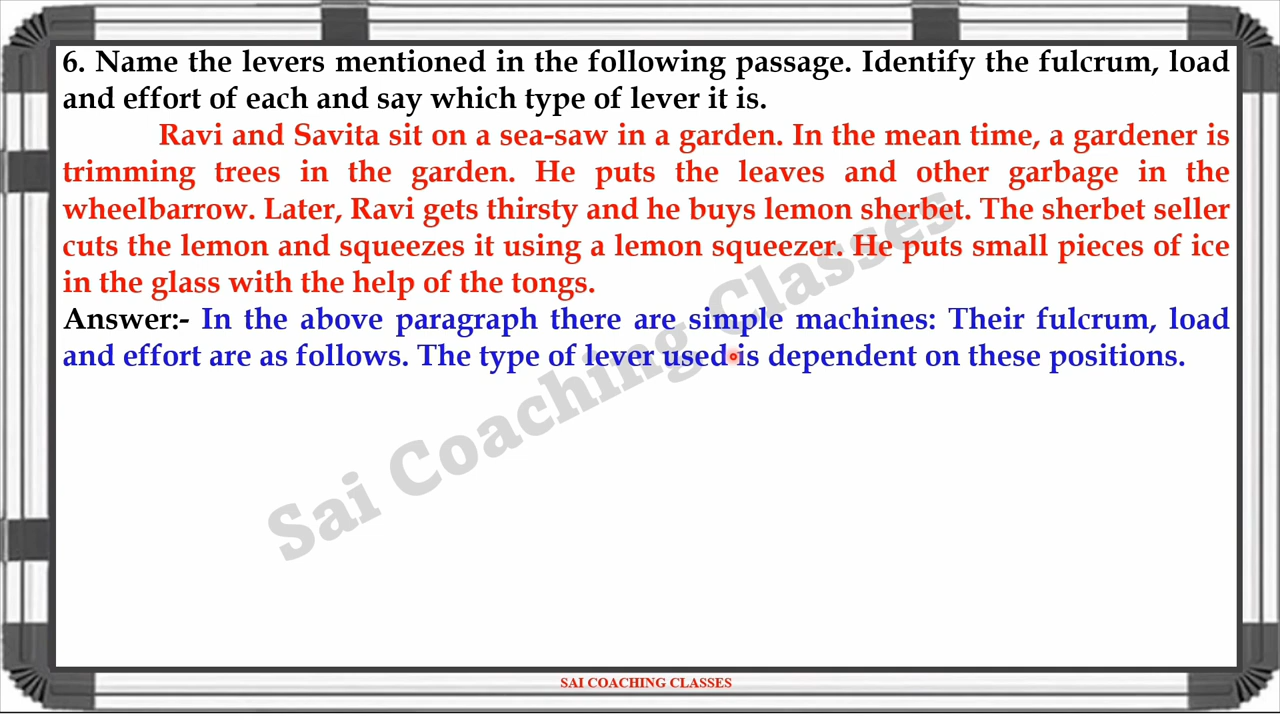 6. Name the levers mentioned in the following passage. Identify the fulcrum, load
and effort of each and say which type of lever it is.
Ravi and Savita sit on a sea-saw in a garden. In the mean time, a gardener is
trimming trees in the garden. He puts the leaves and other garbage in the
wheelbarrow. Later, Ravi gets thirsty and he buys lemon sherbet. The sherbet seller
cuts the lemon and squeezes it using a lemon squeezer. He puts small pieces of ice
in the glass with the help of the tongs.
Answer:- In the above paragraph there are simple machines: Their fulcrum, load
and effort are as follows. The type of lever used is dependent on these positions.
Sai Coaching Classes
SAI COACHING CLASSES